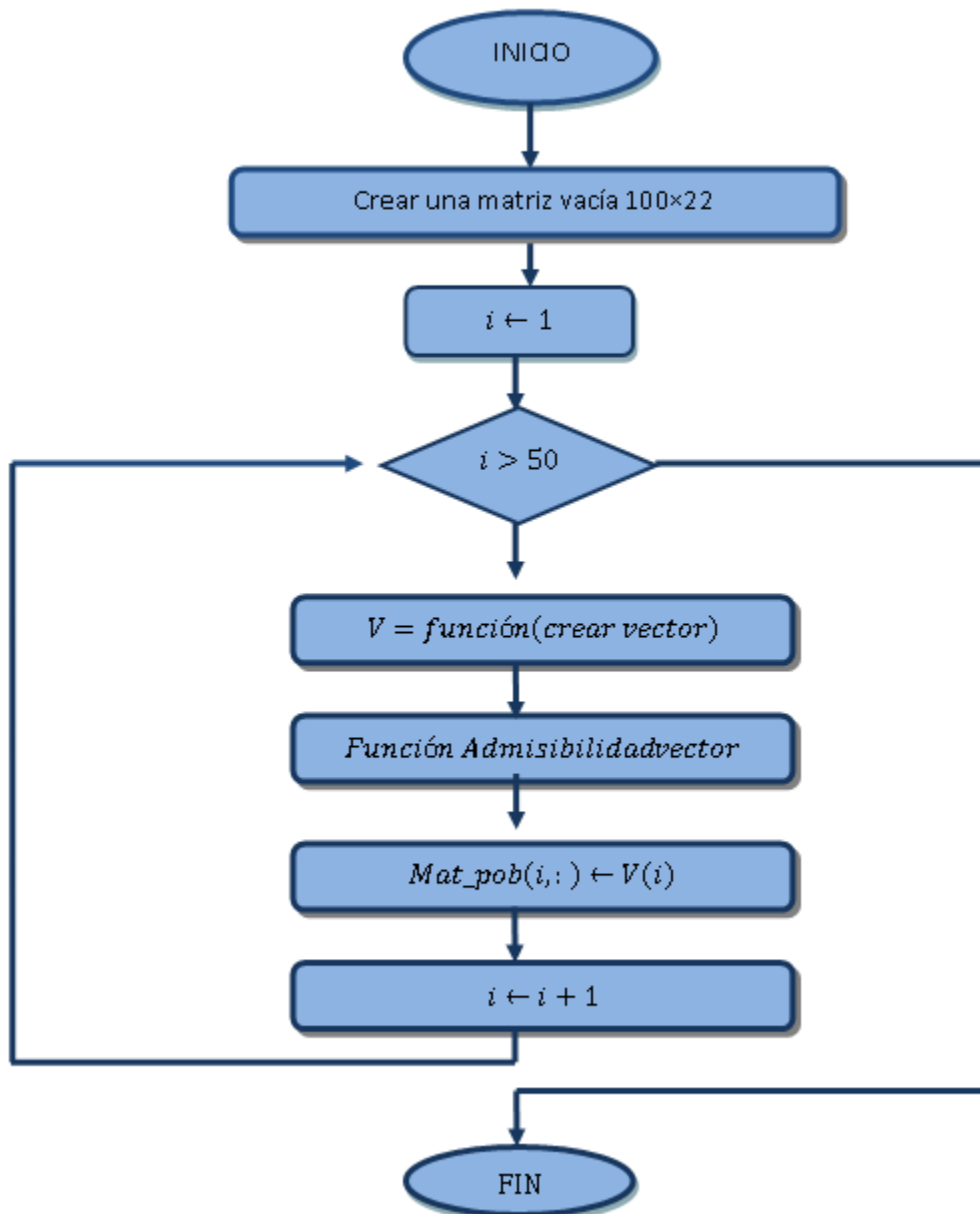 INICIO
Crear una matriz vacía 100×22
i ← 1
i > 50
V = función(crear vector)
Función Admisibilidadvector
Mat_pob(i,: ) ← V(i)
i ← i + 1
FIN